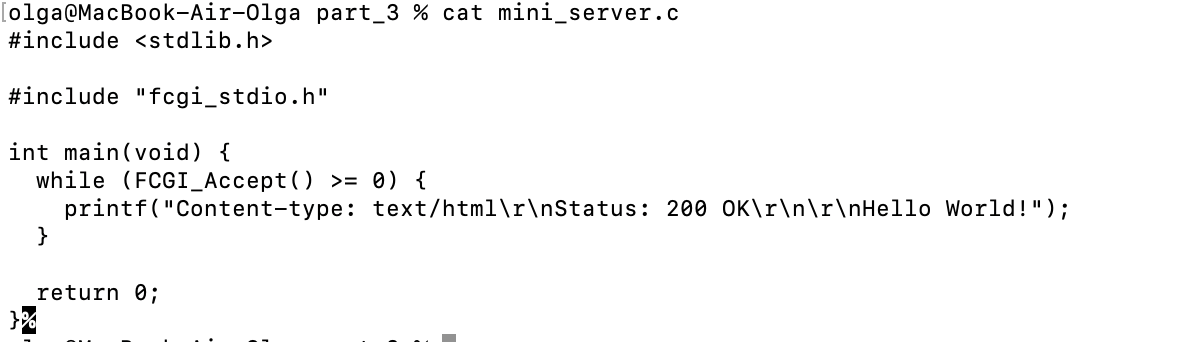 [olga@MacBook-Air-Olga part_3 % cat mini_server.c
#include <stdlib.h>
#include "fcgi_stdio.h"
int main(void) {
  while (FCGI_Accept() >= 0) {
    printf("Content-type: text/html\r\nStatus: 200 OK\r\n\r\nHello World!");
  }
  return 0;
}%